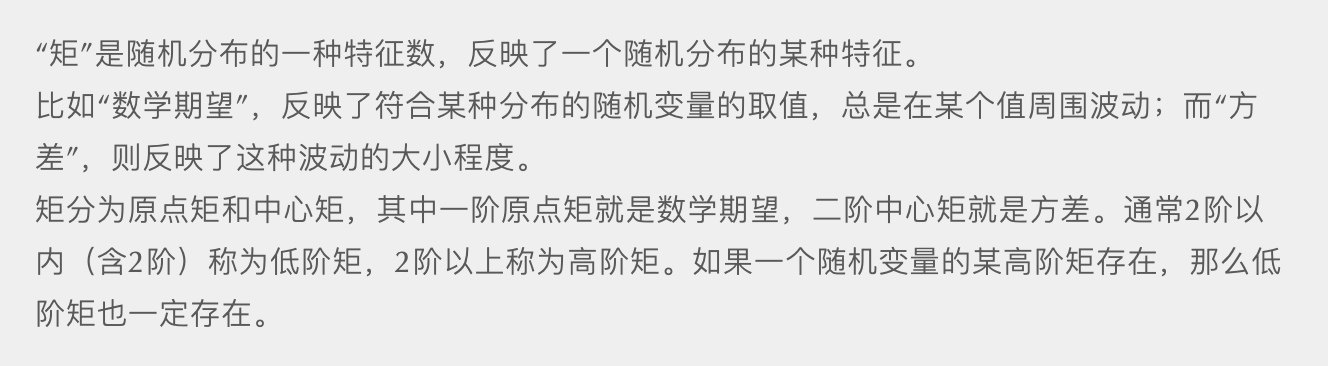 “矩”是随机分布的一种特征数，反映了一个随机分布的某种特征。
比如“数学期望”，反映了符合某种分布的随机变量的取值，总是在某个值周围波动；而“方
差”，则反映了这种波动的大小程度。
矩分为原点矩和中心矩，其中一阶原点矩就是数学期望，二阶中心矩就是方差。通常2阶以
内（含2阶）称为低阶矩，2阶以上称为高阶矩。如果一个随机变量的某高阶矩存在，那么低
阶矩也一定存在。